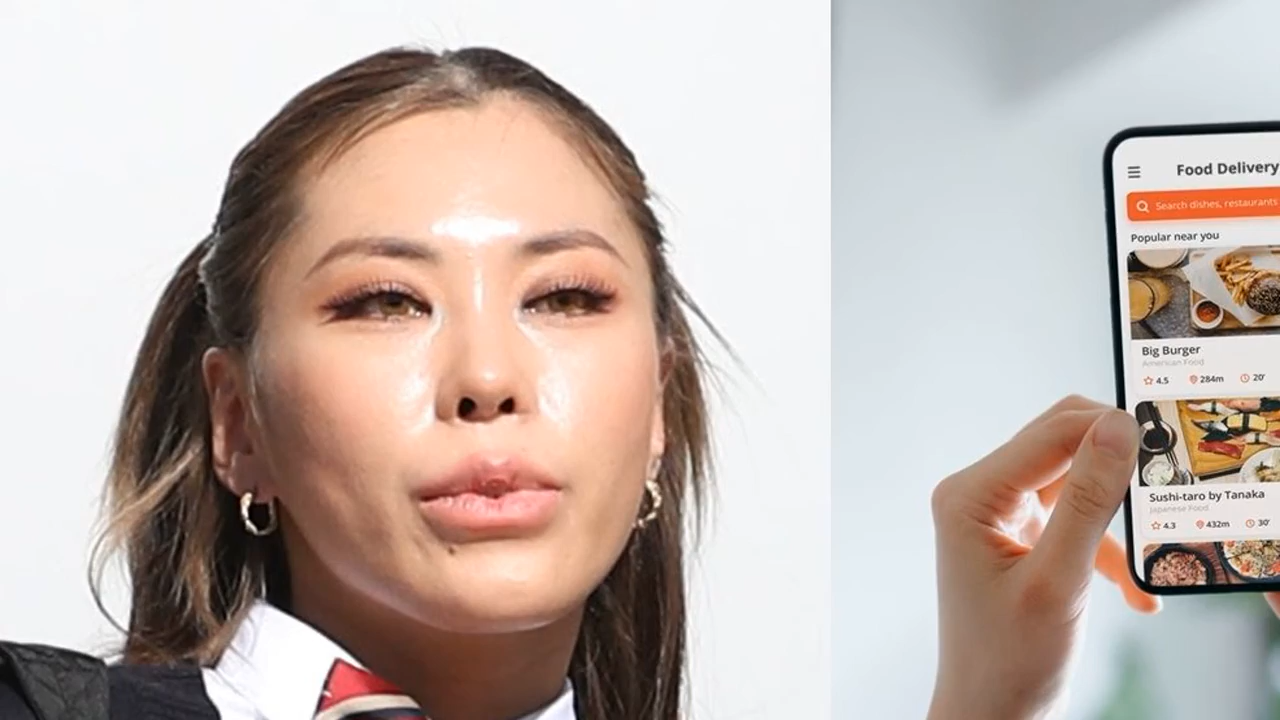 Food Delivery
Search dishes, restaurants
Popular near you
Big Burger
American Food
4.5 284m 20'
Sushi-taro by Tanaka
Japanese Food
4.3 432m 30'